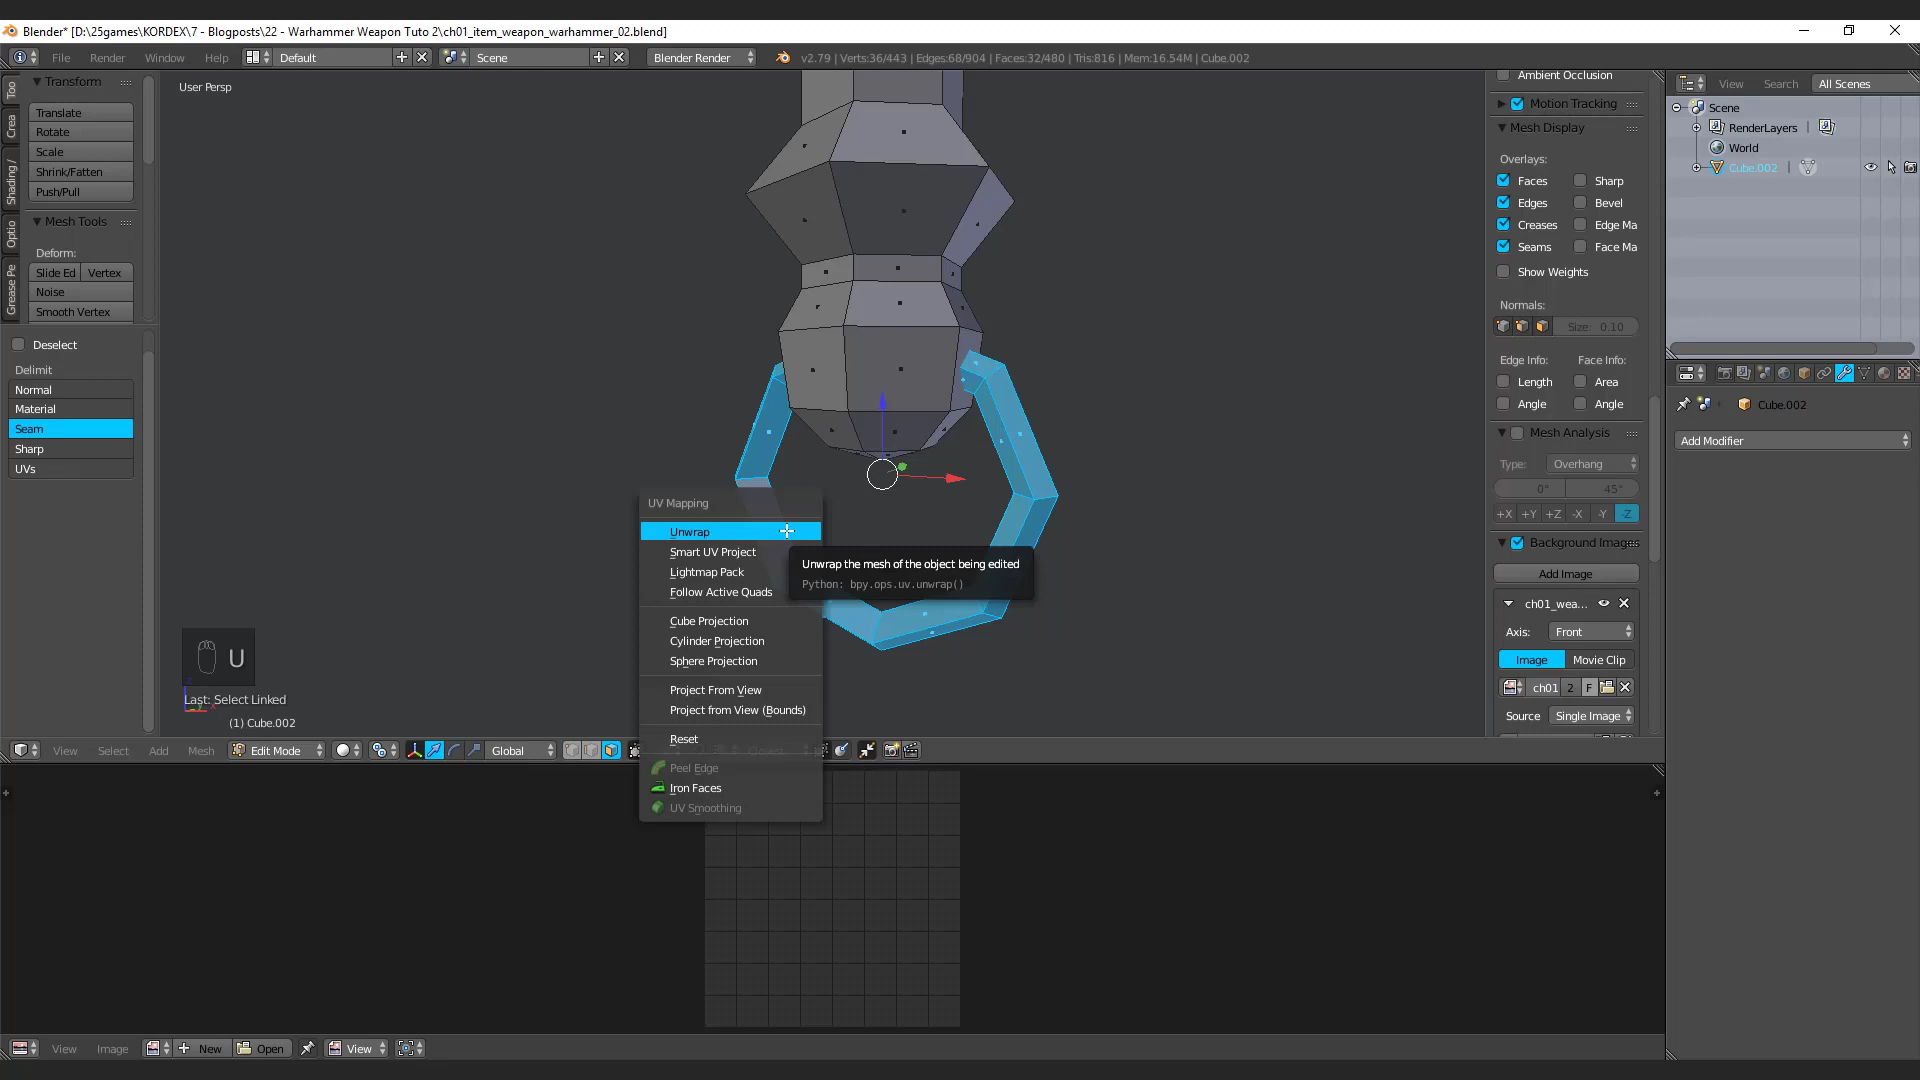 Blender* [D:\25games\KORDEX\7 - Blogposts\22 - Warhammer Weapon Tuto 2\ch01_item_weapon_warhammer_02.blend]
File Render Window Help Default Scene Blender Render v2.79 | Verts:36/443 | Edges:68/904 | Faces:32/480 | Tris:816 | Mem:16.54M | Cube.002
Too
Crea
Shading /
Optio
Grease Pe
Transform
Translate
Rotate
Scale
Shrink/Fatten
Push/Pull
Mesh Tools
Deform:
Slide Ed Vertex
Noise
Smooth Vertex
Deselect
Delimit
Normal
Material
Seam
Sharp
UVs
User Persp
UV Mapping
Unwrap
Smart UV Project
Lightmap Pack
Follow Active Quads
Cube Projection
Cylinder Projection
Sphere Projection
Project From View
Project from View (Bounds)
Reset
Peel Edge
Iron Faces
UV Smoothing
Unwrap the mesh of the object being edited
Python: bpy.ops.uv.unwrap()
U
Last: Select Linked
(1) Cube.002
View Select Add Mesh Edit Mode Global
View Image New Open View
Ambient Occlusion
Motion Tracking
Mesh Display
Overlays:
Faces Sharp
Edges Bevel
Creases Edge Ma
Seams Face Ma
Show Weights
Normals:
Size: 0.10
Edge Info: Face Info:
Length Area
Angle Angle
Mesh Analysis
Type: Overhang
0° 45°
+X +Y +Z -X -Y -Z
Background Images
Add Image
ch01_wea...
Axis: Front
Image Movie Clip
ch01 2 F
Source Single Image
View Search All Scenes
Scene
RenderLayers
World
Cube.002
Cube.002
Add Modifier